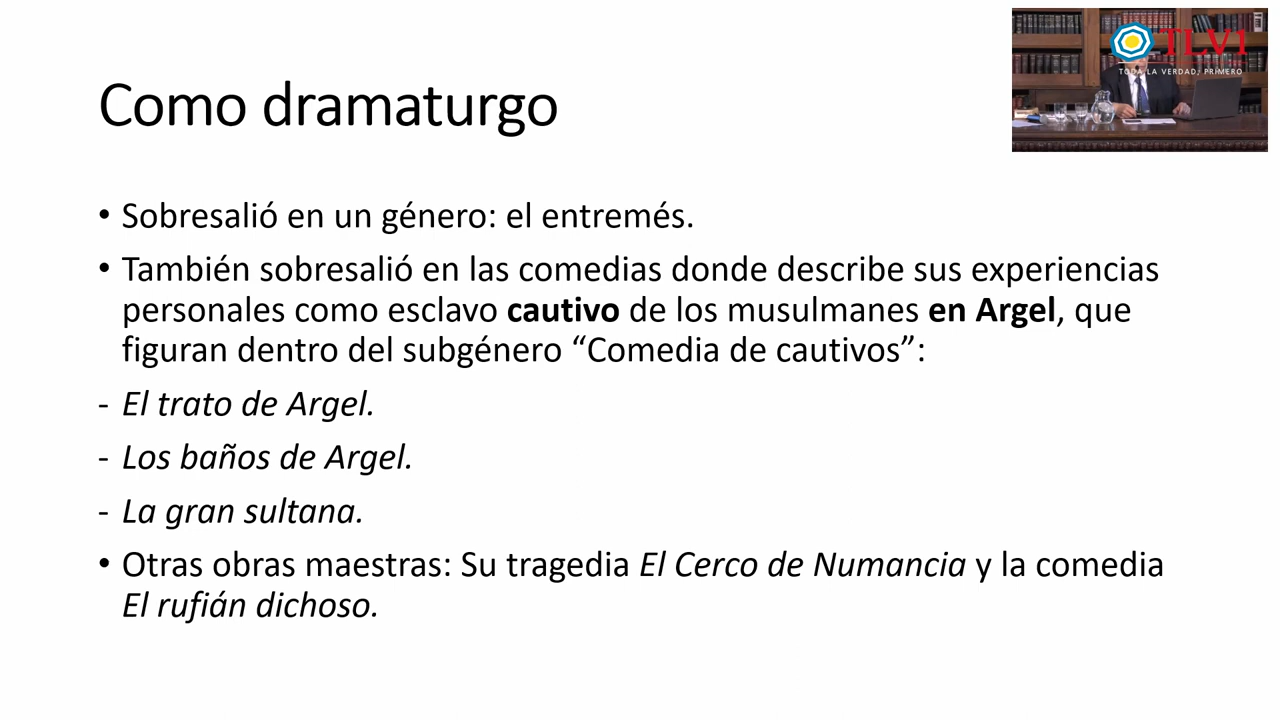 TLV1
TODA LA VERDAD, PRIMERO
Como dramaturgo
• Sobresalió en un género: el entremés.
• También sobresalió en las comedias donde describe sus experiencias
personales como esclavo cautivo de los musulmanes en Argel, que
figuran dentro del subgénero “Comedia de cautivos”:
- El trato de Argel.
- Los baños de Argel.
- La gran sultana.
• Otras obras maestras: Su tragedia El Cerco de Numancia y la comedia
El rufián dichoso.